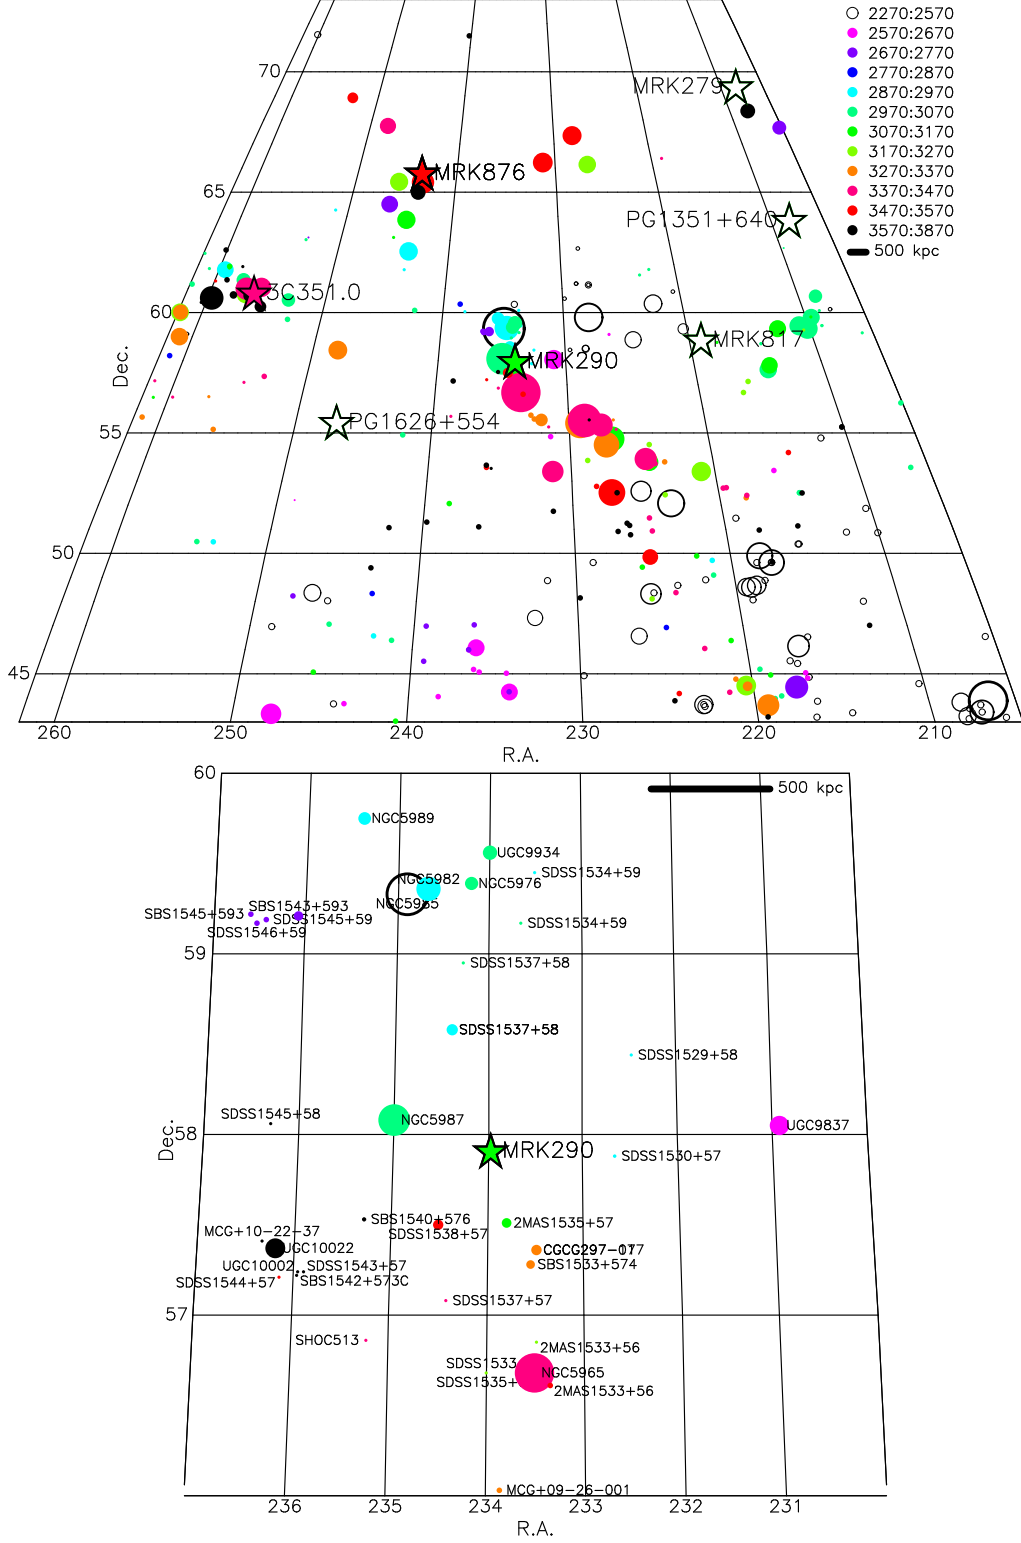 2270:2570
2570:2670
2670:2770
2770:2870
2870:2970
2970:3070
3070:3170
3170:3270
3270:3370
3370:3470
3470:3570
3570:3870
500 kpc
70
MRK279
MRK876
65
PG1351+640
3C351.0
60
MRK817
MRK290
Dec.
PG1626+554
55
50
45
260 250 240 230 220 210
R.A.
60
500 kpc
NGC5989
UGC9934
SDSS1534+59
NGC5982
NGC5976
NGC5985
SBS1543+593
SBS1545+593
SDSS1545+59
SDSS1534+59
SDSS1546+59
59
SDSS1537+58
SDSS1537+58
SDSS1529+58
SDSS1545+58
NGC5987
UGC9837
58
Dec.
MRK290
SDSS1530+57
SBS1540+576
2MAS1535+57
MCG+10-22-37
SDSS1538+57
UGC10022
CGCG297-017
UGC10002
SDSS1543+57
SBS1533+574
SDSS1544+57
SBS1542+573C
SDSS1537+57
57
SHOC513
2MAS1533+56
SDSS1533
NGC5965
SDSS1535+
2MAS1533+56
MCG+09-26-001
236 235 234 233 232 231
R.A.